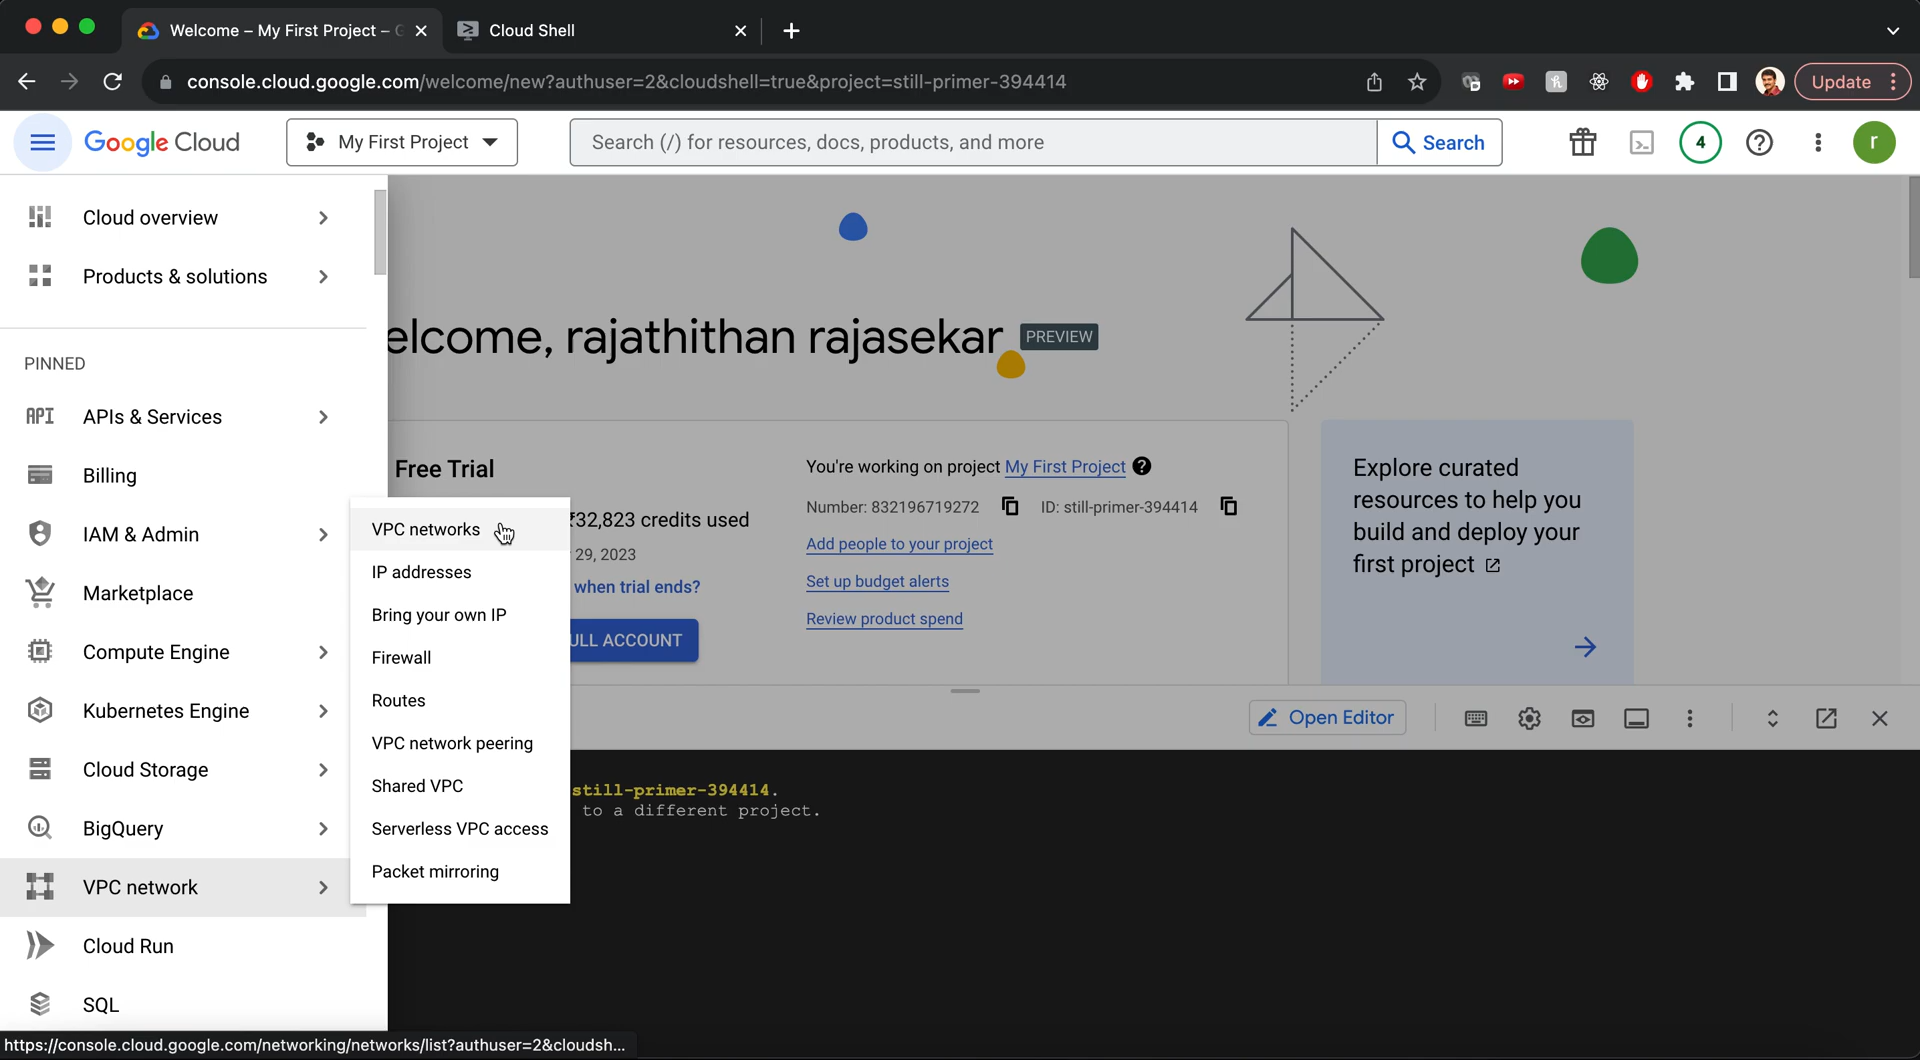 Welcome – My First Project –
Cloud Shell
console.cloud.google.com/welcome/new?authuser=2&cloudshell=true&project=still-primer-394414
Update
Google Cloud
My First Project
Search (/) for resources, docs, products, and more
Search
4
r
Cloud overview
Products & solutions
PINNED
API APIs & Services
Billing
IAM & Admin
Marketplace
Compute Engine
Kubernetes Engine
Cloud Storage
BigQuery
VPC network
Cloud Run
SQL
VPC networks
IP addresses
Bring your own IP
Firewall
Routes
VPC network peering
Shared VPC
Serverless VPC access
Packet mirroring
elcome, rajathithan rajasekar PREVIEW
Free Trial
₹32,823 credits used
29, 2023
when trial ends?
ULL ACCOUNT
You're working on project My First Project
Number: 832196719272 ID: still-primer-394414
Add people to your project
Set up budget alerts
Review product spend
Explore curated
resources to help you
build and deploy your
first project
Open Editor
still-primer-394414.
to a different project.
https://console.cloud.google.com/networking/networks/list?authuser=2&cloudsh...